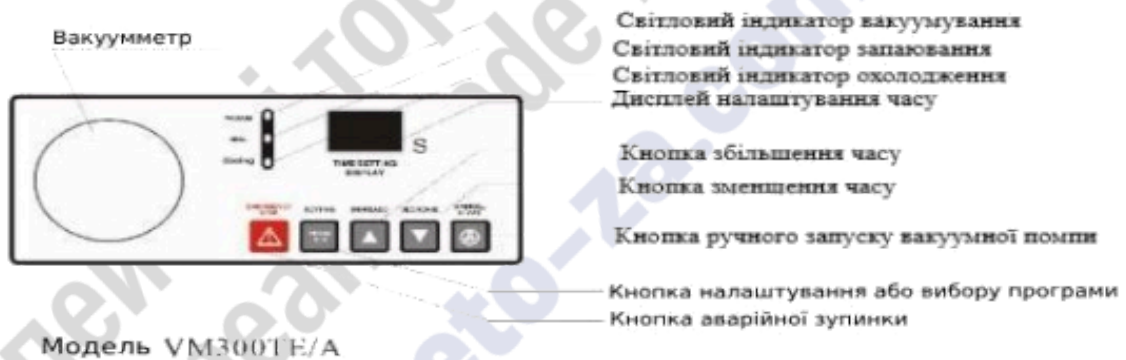 Вакуумметр
Світловий індикатор вакуумування
Світловий індикатор запаювання
Світловий індикатор охолодження
Дисплей налаштування часу
S
TIME SETTING
DISPLAY
Кнопка збільшення часу
Кнопка зменщення часу
Кнопка ручного запуску вакуумної помпи
Кнопка налаштування або вибору програми
Кнопка аварійної зупинки
Модель VM300TE/A